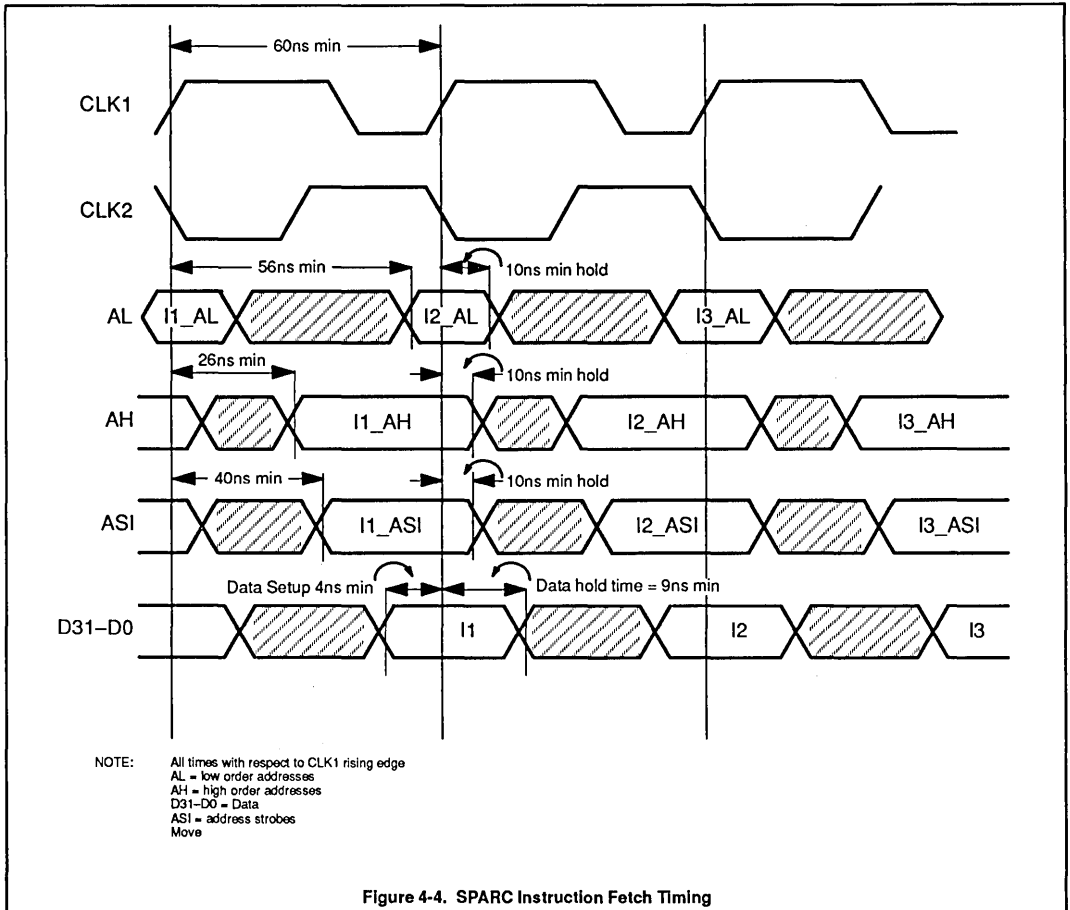 60ns min
CLK1
CLK2
56ns min
10ns min hold
AL
I1_AL
I2_AL
I3_AL
26ns min
10ns min hold
AH
I1_AH
I2_AH
I3_AH
40ns min
10ns min hold
ASI
I1_ASI
I2_ASI
I3_ASI
Data Setup 4ns min
Data hold time = 9ns min
D31–D0
I1
I2
I3
NOTE: All times with respect to CLK1 rising edge
AL = low order addresses
AH = high order addresses
D31–D0 = Data
ASI = address strobes
Move
Figure 4-4. SPARC Instruction Fetch Timing